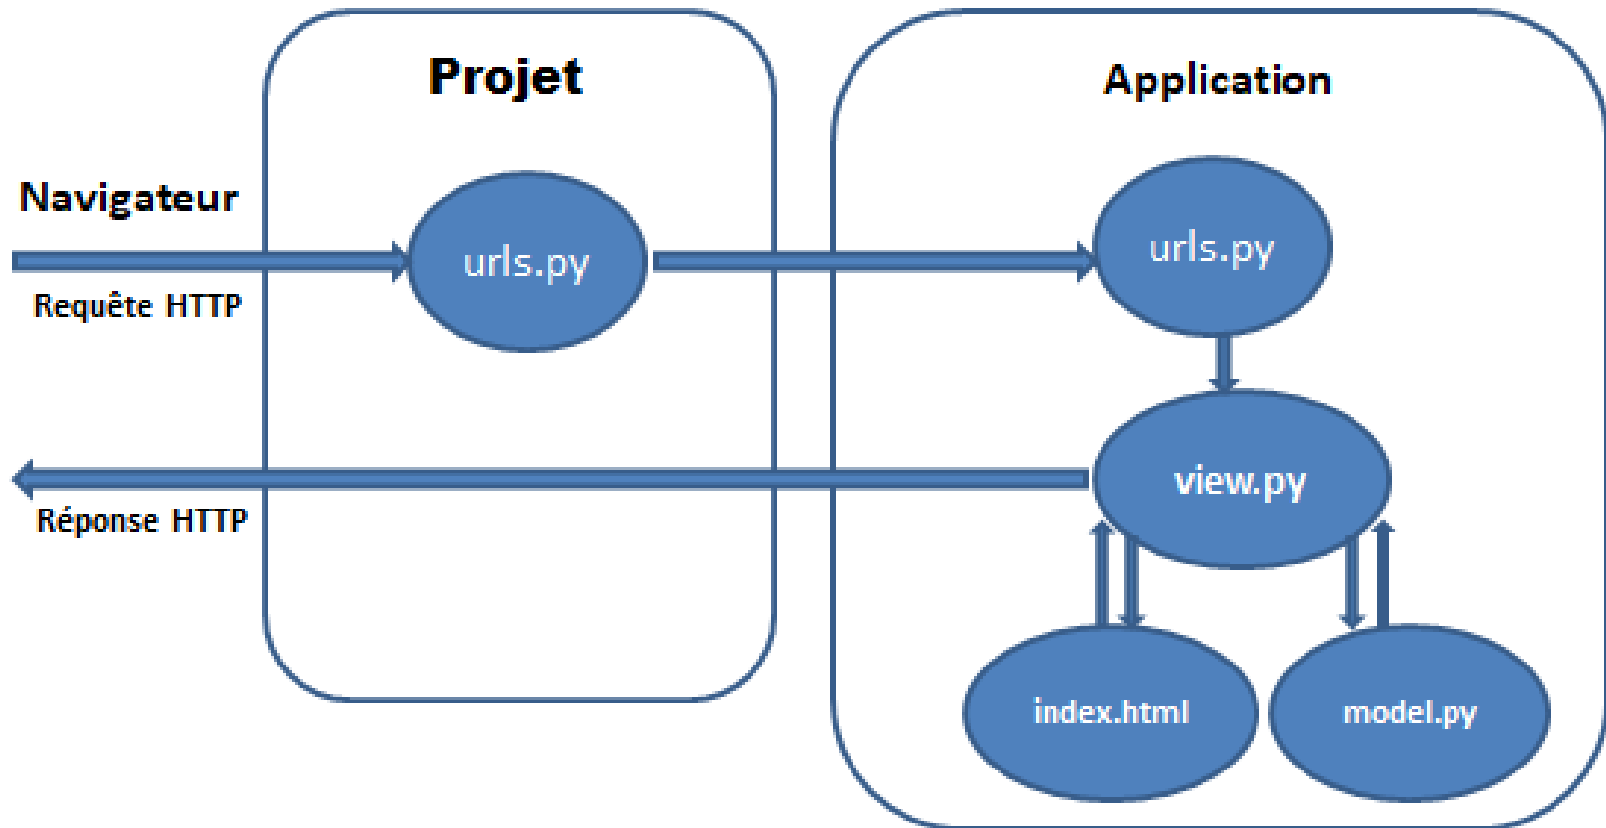 Projet
Application
Navigateur
urls.py
urls.py
Requête HTTP
view.py
Réponse HTTP
index.html
model.py